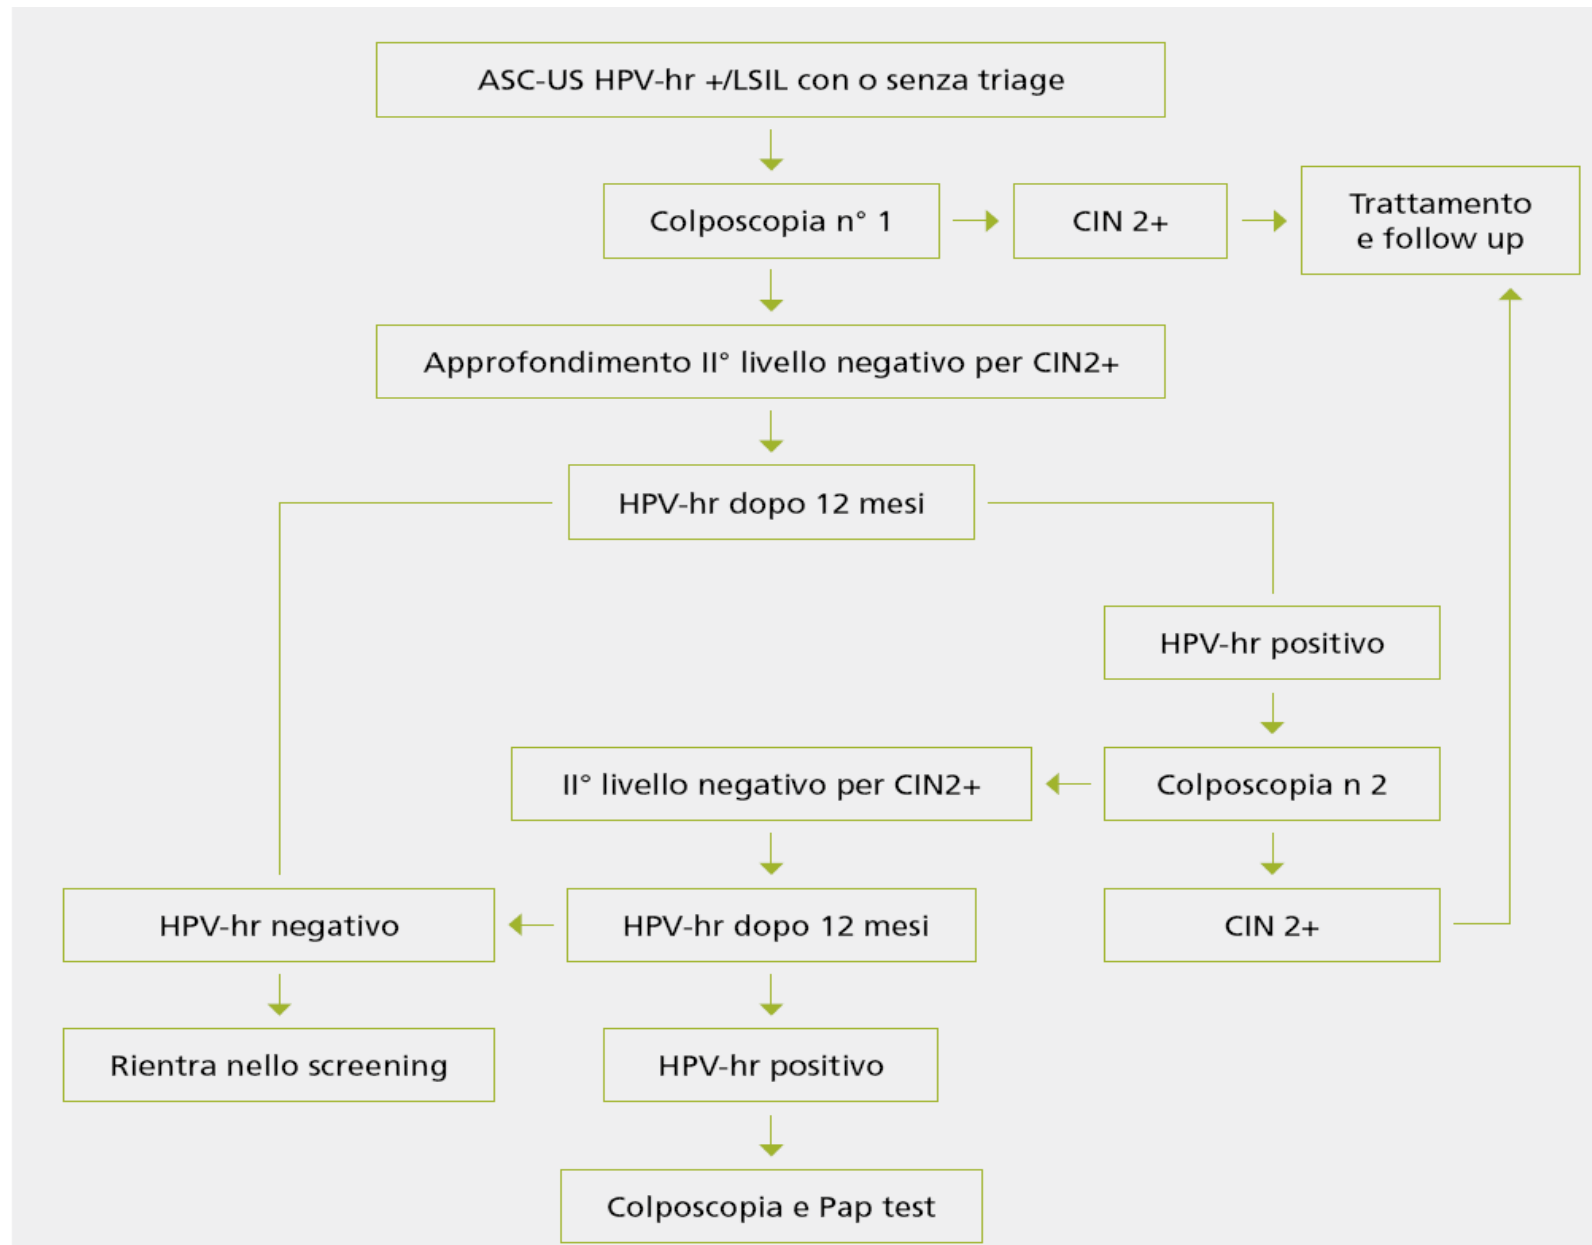 ASC-US HPV-hr +/LSIL con o senza triage
Colposcopia n° 1
CIN 2+
Trattamento
e follow up
Approfondimento II° livello negativo per CIN2+
HPV-hr dopo 12 mesi
HPV-hr positivo
II° livello negativo per CIN2+
Colposcopia n 2
HPV-hr negativo
HPV-hr dopo 12 mesi
CIN 2+
Rientra nello screening
HPV-hr positivo
Colposcopia e Pap test